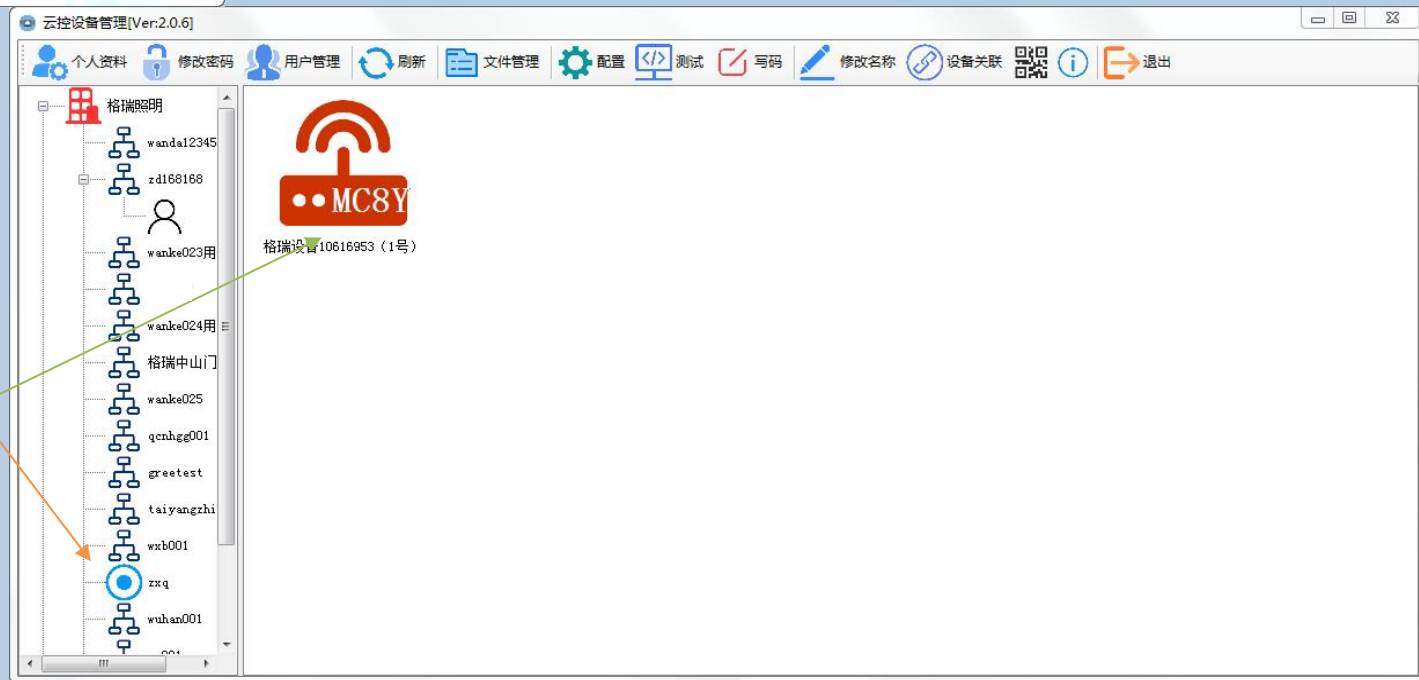 云控设备管理[Ver:2.0.6]
个人资料 修改密码 用户管理 刷新 文件管理 配置 测试 写码 修改名称 设备关联 退出
格瑞照明
wanda12345
zd168168
wanke023用
wanke024用
格瑞中山门
wanke025
qcnhgg001
greetest
taiyangzhi
wxb001
zxq
wuhan001
MC8Y
格瑞设备10616953（1号）